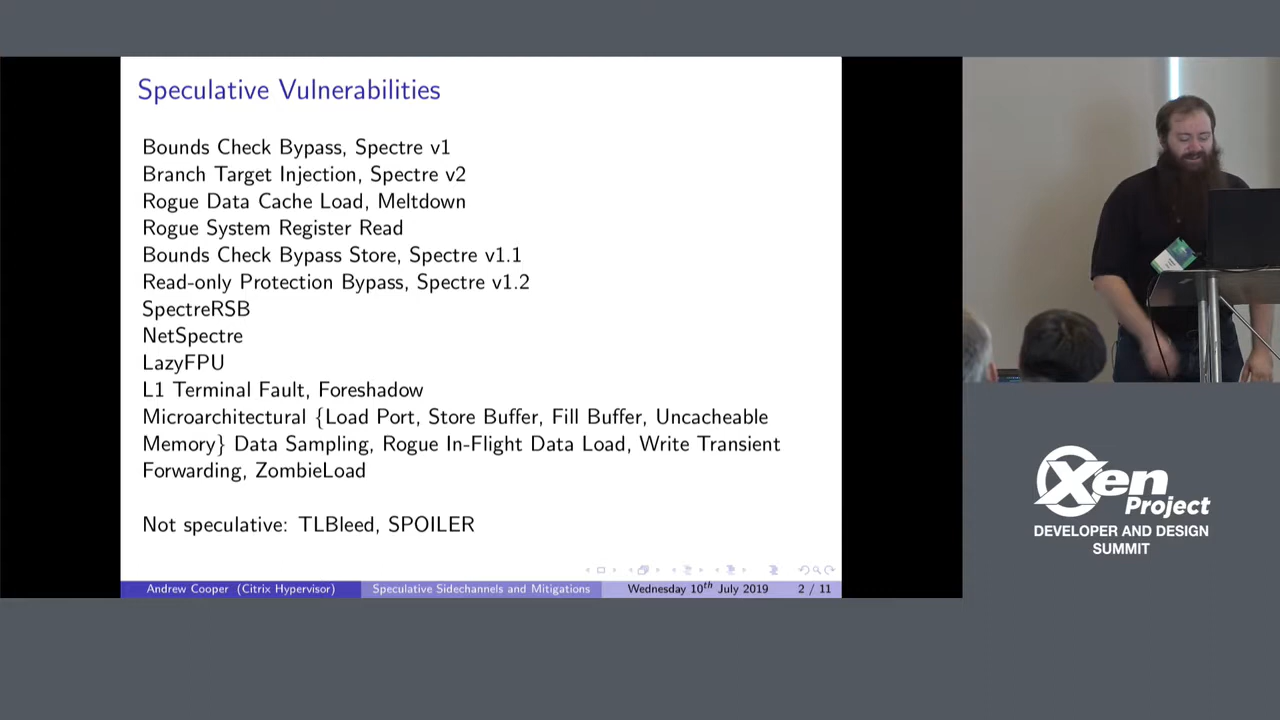 Speculative Vulnerabilities
Bounds Check Bypass, Spectre v1
Branch Target Injection, Spectre v2
Rogue Data Cache Load, Meltdown
Rogue System Register Read
Bounds Check Bypass Store, Spectre v1.1
Read-only Protection Bypass, Spectre v1.2
SpectreRSB
NetSpectre
LazyFPU
L1 Terminal Fault, Foreshadow
Microarchitectural {Load Port, Store Buffer, Fill Buffer, Uncacheable
Memory} Data Sampling, Rogue In-Flight Data Load, Write Transient
Forwarding, ZombieLoad
Not speculative: TLBleed, SPOILER
Andrew Cooper (Citrix Hypervisor)
Speculative Sidechannels and Mitigations
Wednesday 10th July 2019
2 / 11
Xen
Project
DEVELOPER AND DESIGN
SUMMIT